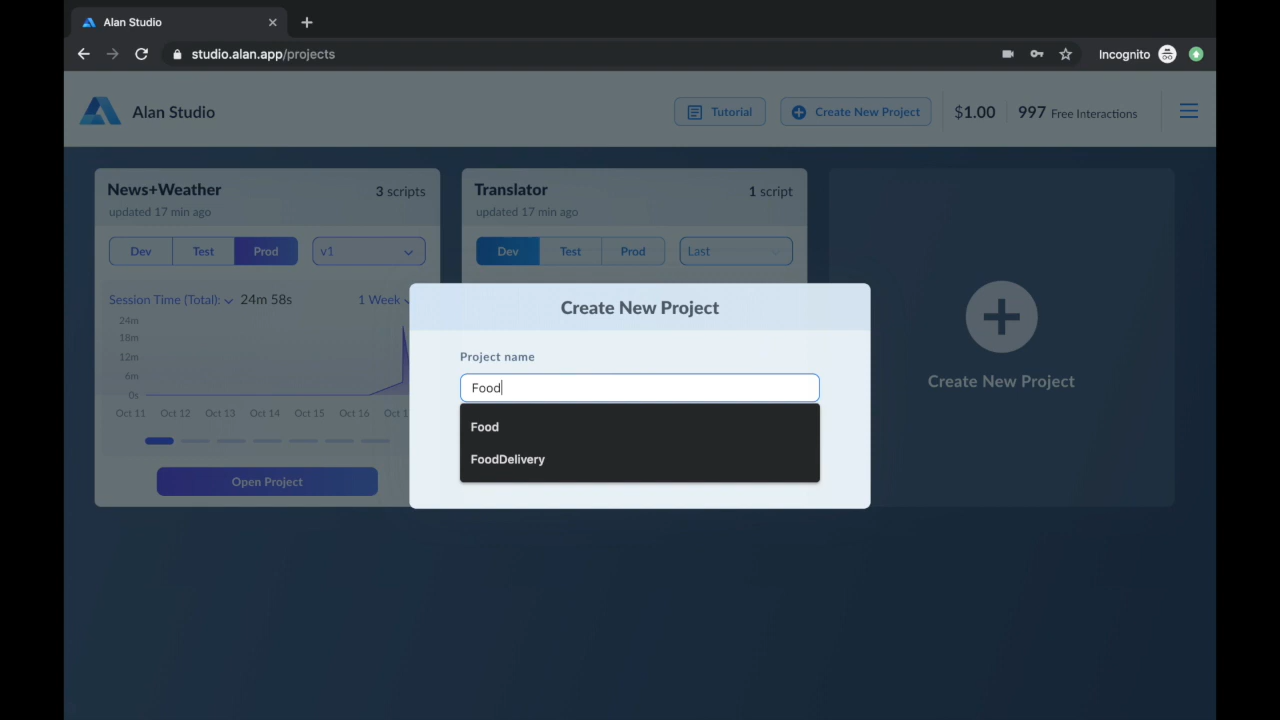 Alan Studio
studio.alan.app/projects
Incognito
Alan Studio
Tutorial
Create New Project
$1.00
997 Free Interactions
News+Weather
3 scripts
updated 17 min ago
Dev
Test
Prod
v1
Session Time (Total):
24m 58s
1 Week
24m
18m
12m
6m
0s
Oct 11
Oct 12
Oct 13
Oct 14
Oct 15
Oct 16
Oct 1
Open Project
Translator
1 script
updated 17 min ago
Dev
Test
Prod
Last
Create New Project
Create New Project
Project name
Food
Food
FoodDelivery